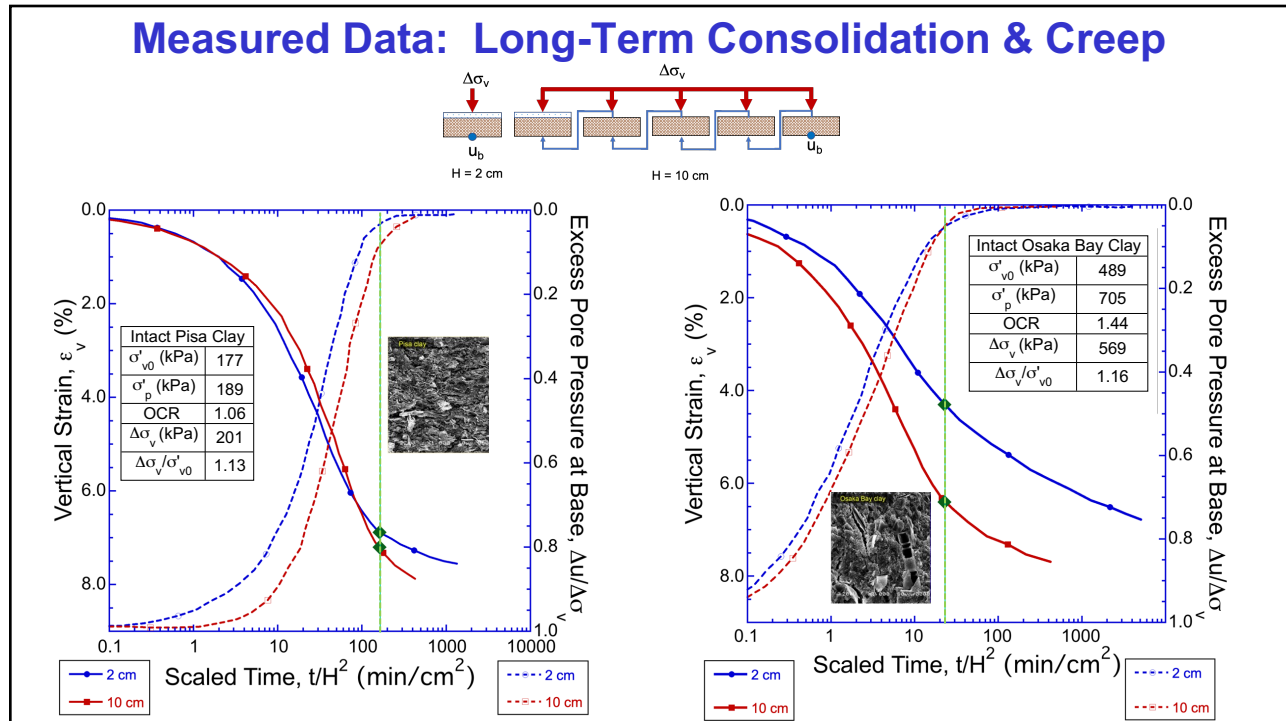 Measured Data: Long-Term Consolidation & Creep
Δσv
Δσv
ub
ub
H = 2 cm
H = 10 cm
0.0
2.0
4.0
6.0
8.0
Vertical Strain, εv (%)
0.0
0.2
0.4
0.6
0.8
1.0
Excess Pore Pressure at Base, Δu/Δσv
0.1
1
10
100
1000
10000
Scaled Time, t/H² (min/cm²)
Intact Pisa Clay
σ'v0 (kPa) 177
σ'p (kPa) 189
OCR 1.06
Δσv (kPa) 201
Δσv/σ'v0 1.13
Pisa clay
2 cm
10 cm
2 cm
10 cm
0.0
2.0
4.0
6.0
8.0
Vertical Strain, εv (%)
0.0
0.2
0.4
0.6
0.8
1.0
Excess Pore Pressure at Base, Δu/Δσv
0.1
1
10
100
1000
Scaled Time, t/H² (min/cm²)
Intact Osaka Bay Clay
σ'v0 (kPa) 489
σ'p (kPa) 705
OCR 1.44
Δσv (kPa) 569
Δσv/σ'v0 1.16
Osaka Bay clay
2 cm
10 cm
2 cm
10 cm